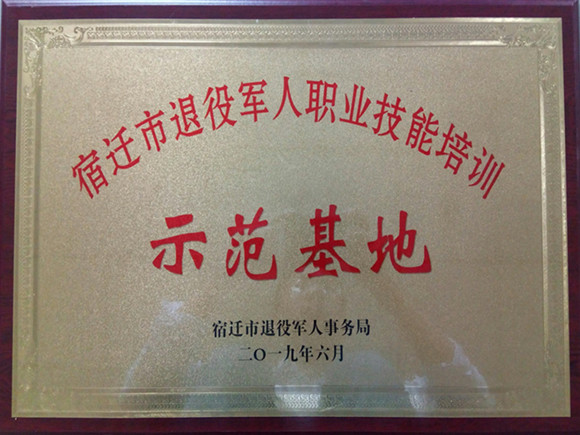 宿迁市退役军人职业技能培训
示范基地
宿迁市退役军人事务局
二〇一九年六月